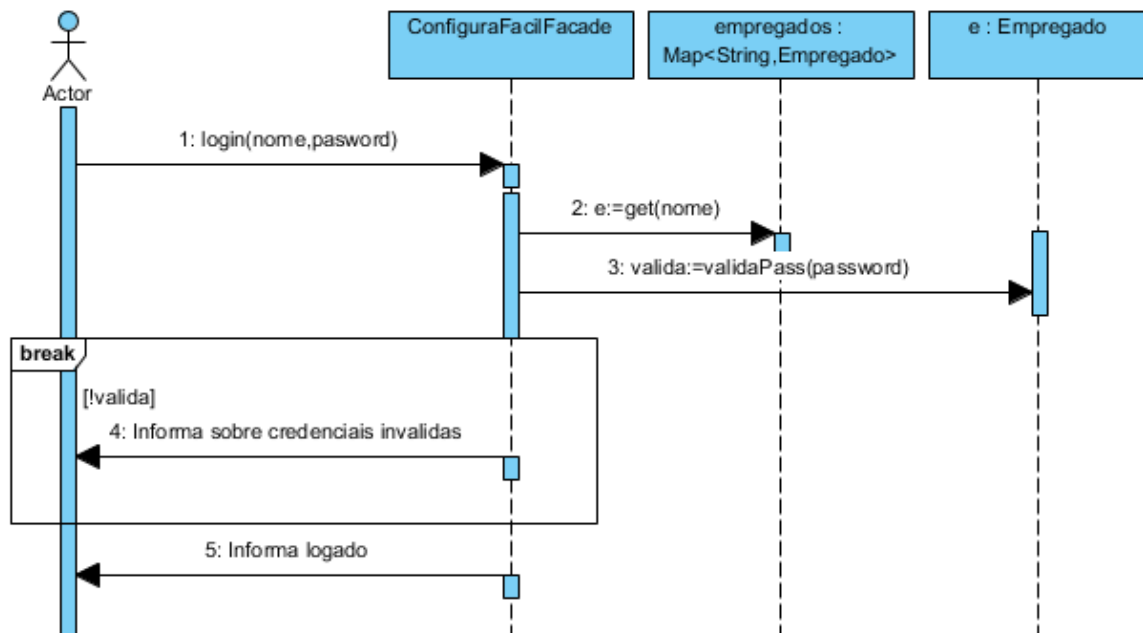 ConfiguraFacilFacade
empregados :
Map<String,Empregado>
e : Empregado
Actor
1: login(nome,pasword)
2: e:=get(nome)
3: valida:=validaPass(password)
break
[!valida]
4: Informa sobre credenciais invalidas
5: Informa logado